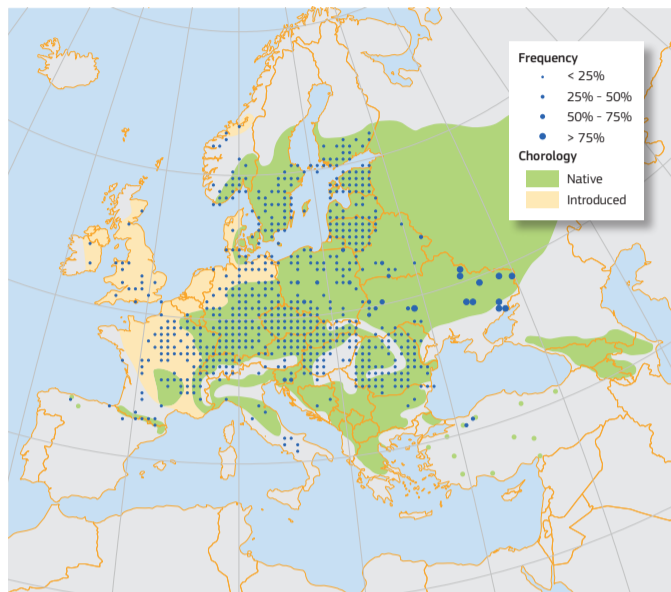 Frequency
< 25%
25% - 50%
50% - 75%
> 75%
Chorology
Native
Introduced